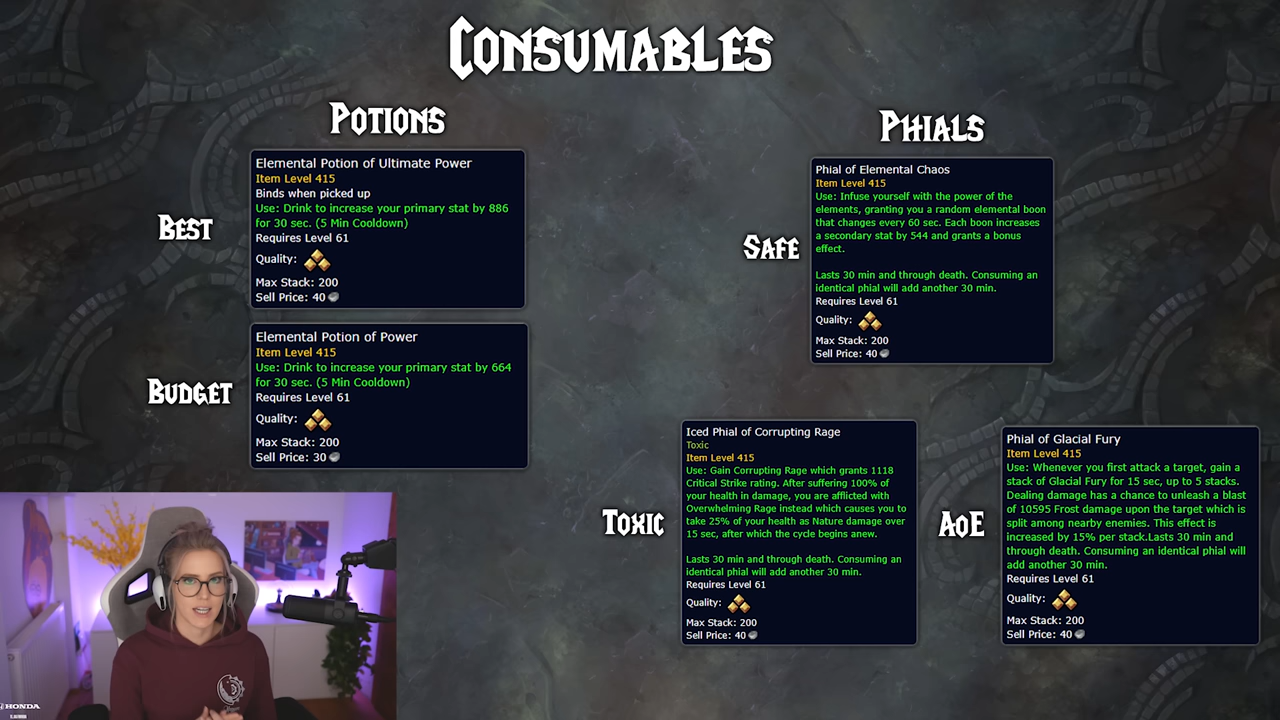 CONSUMABLES
POTIONS
BEST
Elemental Potion of Ultimate Power
Item Level 415
Binds when picked up
Use: Drink to increase your primary stat by 886
for 30 sec. (5 Min Cooldown)
Requires Level 61
Quality:
Max Stack: 200
Sell Price: 40
BUDGET
Elemental Potion of Power
Item Level 415
Use: Drink to increase your primary stat by 664
for 30 sec. (5 Min Cooldown)
Requires Level 61
Quality:
Max Stack: 200
Sell Price: 30
PHIALS
SAFE
Phial of Elemental Chaos
Item Level 415
Use: Infuse yourself with the power of the
elements, granting you a random elemental boon
that changes every 60 sec. Each boon increases
a secondary stat by 544 and grants a bonus
effect.
Lasts 30 min and through death. Consuming an
identical phial will add another 30 min.
Requires Level 61
Quality:
Max Stack: 200
Sell Price: 40
TOXIC
Iced Phial of Corrupting Rage
Toxic
Item Level 415
Use: Gain Corrupting Rage which grants 1118
Critical Strike rating. After suffering 100% of
your health in damage, you are afflicted with
Overwhelming Rage instead which causes you to
take 25% of your health as Nature damage over
15 sec, after which the cycle begins anew.
Lasts 30 min and through death. Consuming an
identical phial will add another 30 min.
Requires Level 61
Quality:
Max Stack: 200
Sell Price: 40
AOE
Phial of Glacial Fury
Item Level 415
Use: Whenever you first attack a target, gain a
stack of Glacial Fury for 15 sec, up to 5 stacks.
Dealing damage has a chance to unleash a blast
of 10595 Frost damage upon the target which is
split among nearby enemies. This effect is
increased by 15% per stack.Lasts 30 min and
through death. Consuming an identical phial will
add another 30 min.
Requires Level 61
Quality:
Max Stack: 200
Sell Price: 40
HONDA